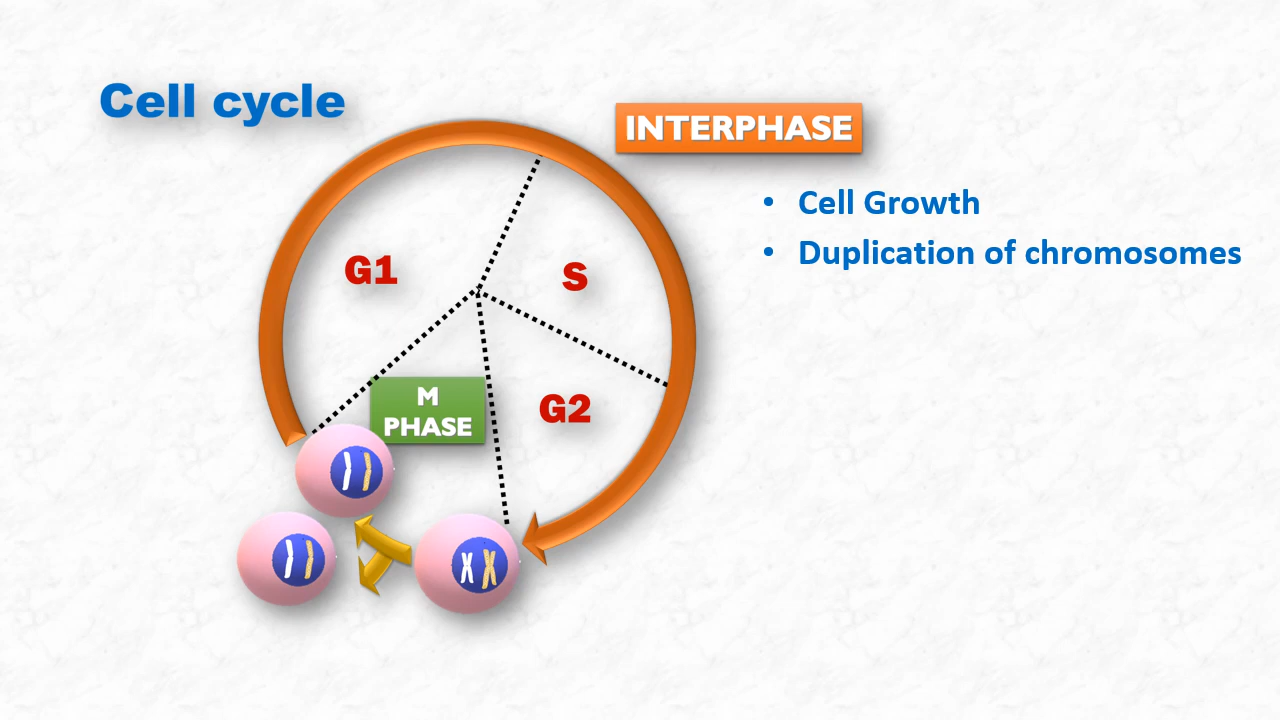 Cell cycle
INTERPHASE
• Cell Growth
• Duplication of chromosomes
G1
S
G2
M
PHASE